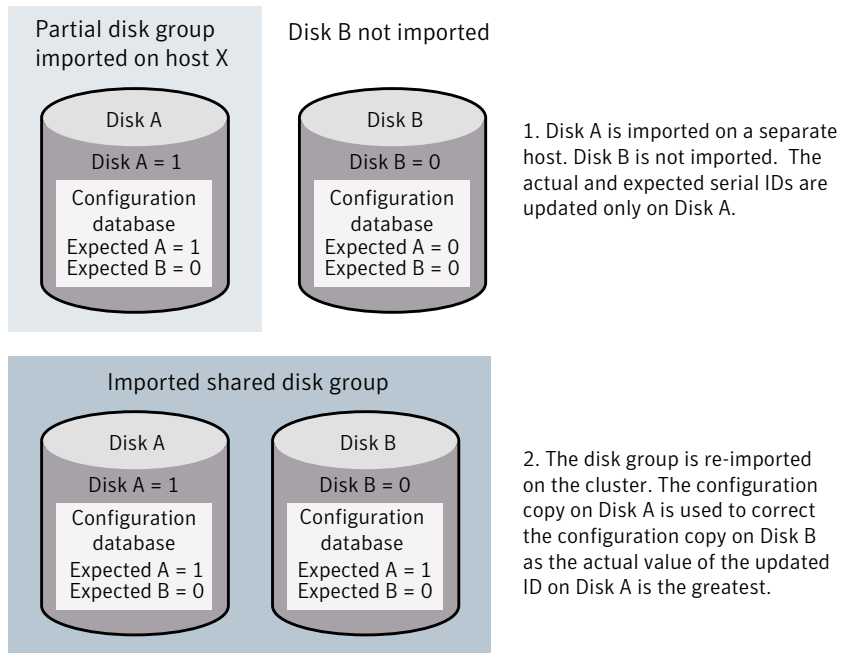 Partial disk group
imported on host X
Disk B not imported
Disk A
Disk A = 1
Configuration
database
Expected A = 1
Expected B = 0
Disk B
Disk B = 0
Configuration
database
Expected A = 0
Expected B = 0
1. Disk A is imported on a separate
host. Disk B is not imported. The
actual and expected serial IDs are
updated only on Disk A.
Imported shared disk group
Disk A
Disk A = 1
Configuration
database
Expected A = 1
Expected B = 0
Disk B
Disk B = 0
Configuration
database
Expected A = 1
Expected B = 0
2. The disk group is re-imported
on the cluster. The configuration
copy on Disk A is used to correct
the configuration copy on Disk B
as the actual value of the updated
ID on Disk A is the greatest.